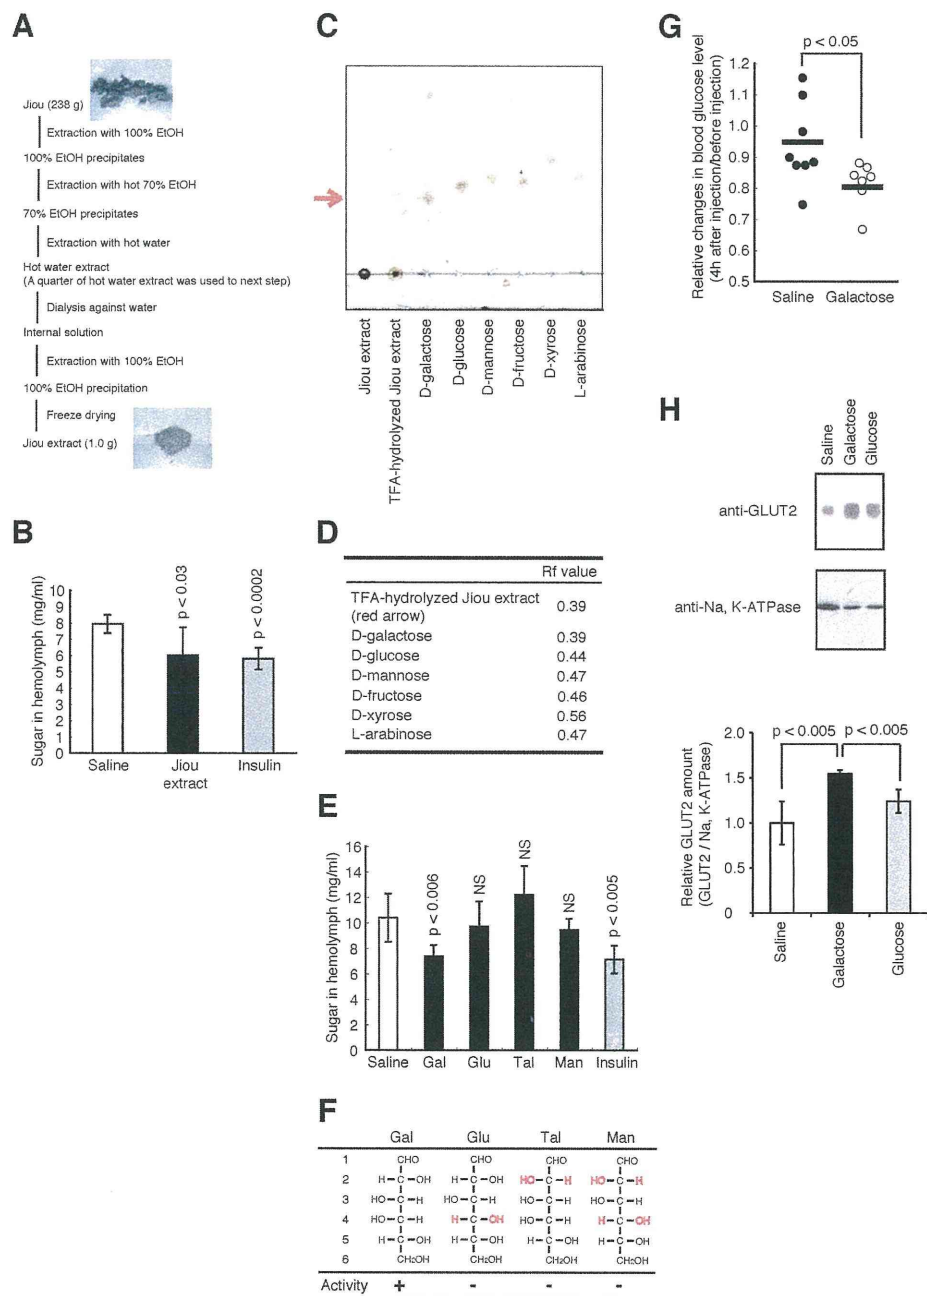 A
Jiou (238 g)
Extraction with 100% EtOH
100% EtOH precipitates
Extraction with hot 70% EtOH
70% EtOH precipitates
Extraction with hot water
Hot water extract
(A quarter of hot water extract was used to next step)
Dialysis against water
Internal solution
Extraction with 100% EtOH
100% EtOH precipitation
Freeze drying
Jiou extract (1.0 g)
B
Sugar in hemolymph (mg/ml)
10
9
8
7
6
5
4
3
2
1
0
p < 0.03
p < 0.0002
Saline
Jiou
extract
Insulin
C
Jiou extract
TFA-hydrolyzed Jiou extract
D-galactose
D-glucose
D-mannose
D-fructose
D-xyrose
L-arabinose
D
Rf value
TFA-hydrolyzed Jiou extract 0.39
(red arrow)
D-galactose 0.39
D-glucose 0.44
D-mannose 0.47
D-fructose 0.46
D-xyrose 0.56
L-arabinose 0.47
E
Sugar in hemolymph (mg/ml)
16
14
12
10
8
6
4
2
0
p < 0.006
NS
NS
NS
p < 0.005
Saline Gal Glu Tal Man Insulin
F
Gal Glu Tal Man
1 CHO CHO CHO CHO
2 H-C-OH H-C-OH HO-C-H HO-C-H
3 HO-C-H HO-C-H HO-C-H HO-C-H
4 HO-C-H H-C-OH HO-C-H H-C-OH
5 H-C-OH H-C-OH H-C-OH H-C-OH
6 CH2OH CH2OH CH2OH CH2OH
Activity + - - -
G
p < 0.05
Relative changes in blood glucose level
(4h after injection/before injection)
1.2
1.1
1.0
0.9
0.8
0.7
0.6
0.5
Saline Galactose
H
Saline
Galactose
Glucose
anti-GLUT2
anti-Na, K-ATPase
Relative GLUT2 amount
(GLUT2 / Na, K-ATPase)
2.0
1.5
1.0
0.5
0
p < 0.005 p < 0.005
Saline
Galactose
Glucose